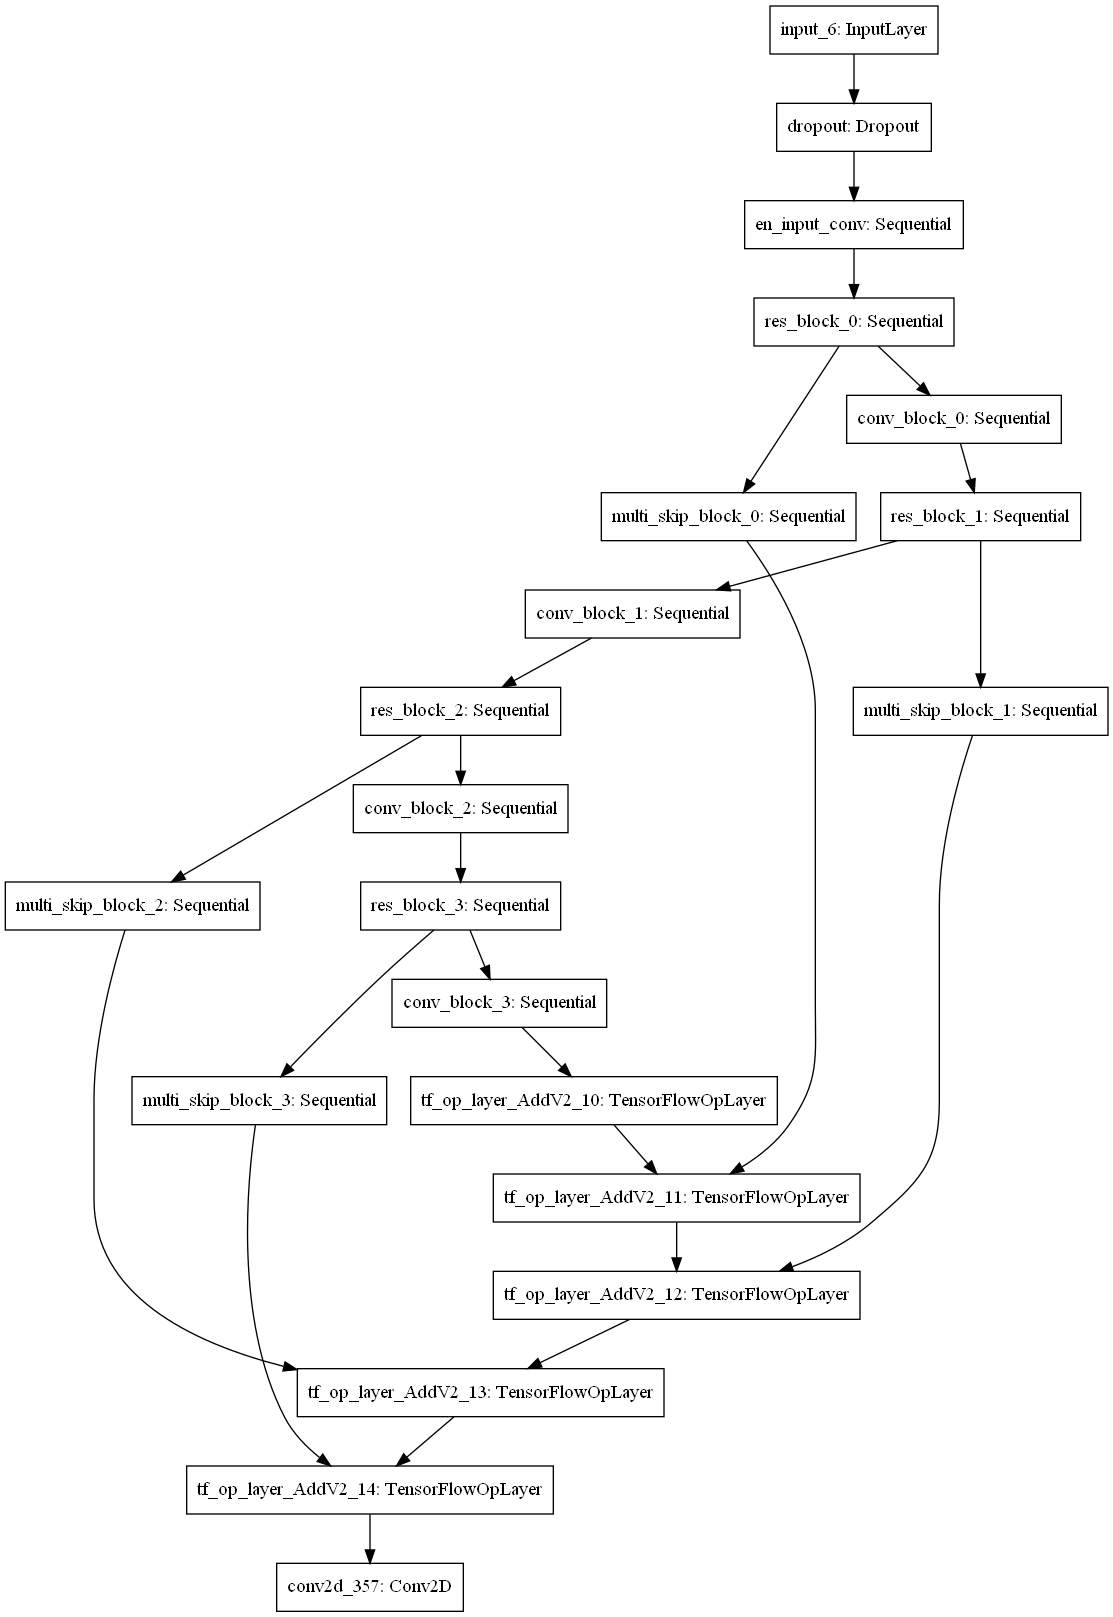 input_6: InputLayer
dropout: Dropout
en_input_conv: Sequential
res_block_0: Sequential
conv_block_0: Sequential
multi_skip_block_0: Sequential
res_block_1: Sequential
conv_block_1: Sequential
res_block_2: Sequential
multi_skip_block_1: Sequential
conv_block_2: Sequential
multi_skip_block_2: Sequential
res_block_3: Sequential
conv_block_3: Sequential
multi_skip_block_3: Sequential
tf_op_layer_AddV2_10: TensorFlowOpLayer
tf_op_layer_AddV2_11: TensorFlowOpLayer
tf_op_layer_AddV2_12: TensorFlowOpLayer
tf_op_layer_AddV2_13: TensorFlowOpLayer
tf_op_layer_AddV2_14: TensorFlowOpLayer
conv2d_357: Conv2D